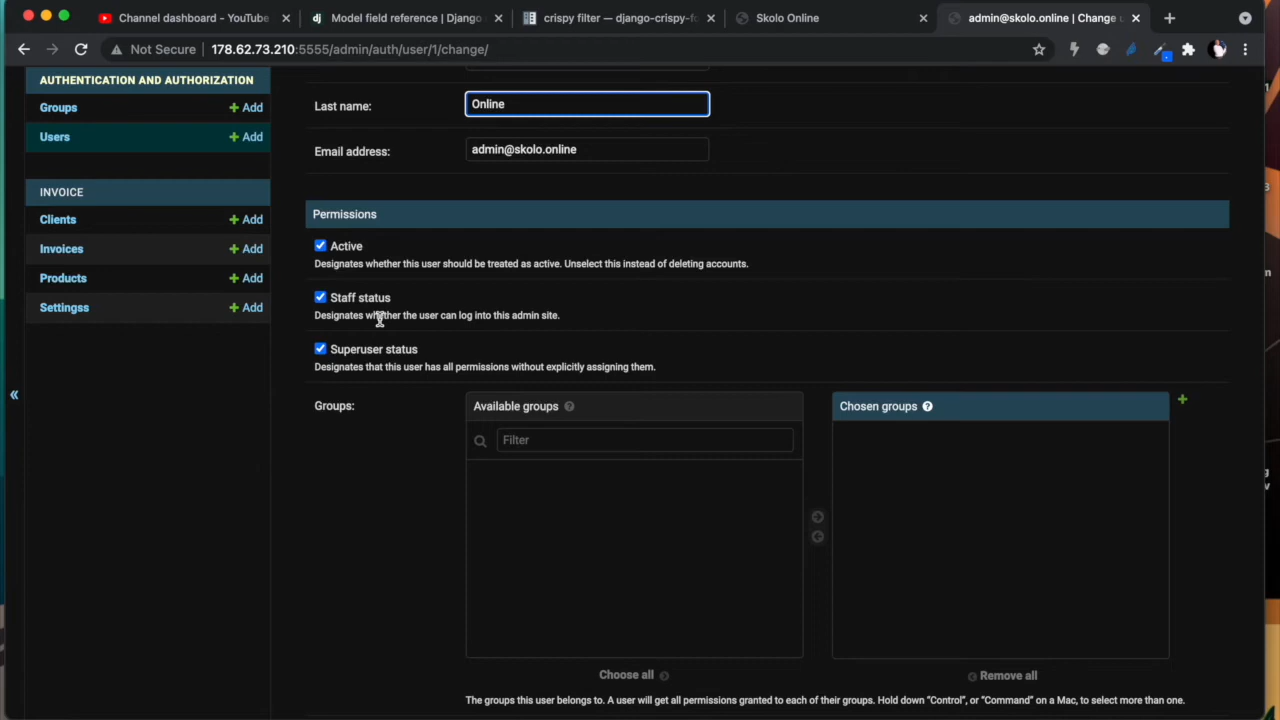 Channel dashboard - YouTube
Model field reference | Django
crispy filter — django-crispy-fo
Skolo Online
admin@skolo.online | Change u
Not Secure
178.62.73.210:5555/admin/auth/user/1/change/
AUTHENTICATION AND AUTHORIZATION
Groups
+ Add
Users
+ Add
INVOICE
Clients
+ Add
Invoices
+ Add
Products
+ Add
Settingss
+ Add
«
Last name:
Online
Email address:
admin@skolo.online
Permissions
Active
Designates whether this user should be treated as active. Unselect this instead of deleting accounts.
Staff status
Designates whether the user can log into this admin site.
Superuser status
Designates that this user has all permissions without explicitly assigning them.
Groups:
Available groups ?
Filter
Choose all
Chosen groups ?
Remove all
The groups this user belongs to. A user will get all permissions granted to each of their groups. Hold down “Control”, or “Command” on a Mac, to select more than one.